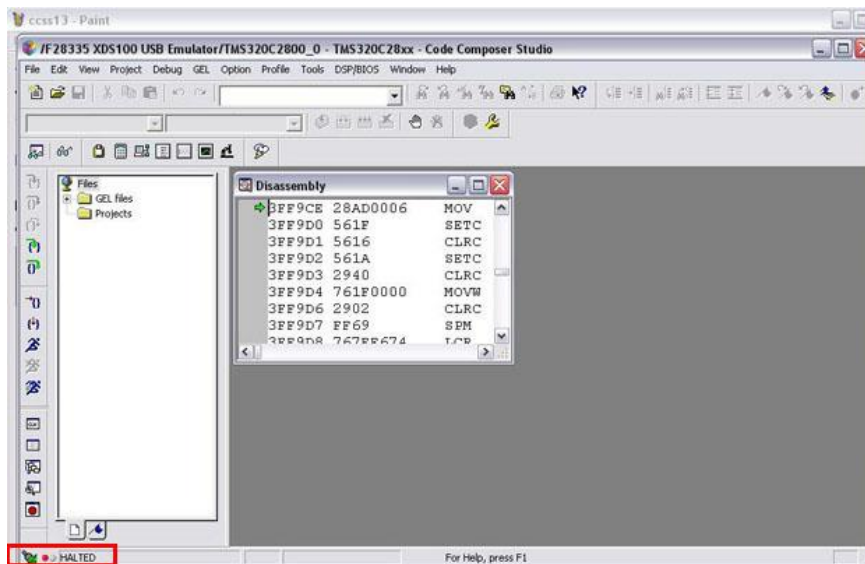 ccss13 - Paint
/F28335 XDS100 USB Emulator/TMS320C2800_0 - TMS320C28xx - Code Composer Studio
File Edit View Project Debug GEL Option Profile Tools DSP/BIOS Window Help
Files
GEL files
Projects
Disassembly
3FF9CE 28AD0006 MOV
3FF9D0 561F SETC
3FF9D1 5616 CLRC
3FF9D2 561A SETC
3FF9D3 2940 CLRC
3FF9D4 761F0000 MOVW
3FF9D6 2902 CLRC
3FF9D7 FF69 SPM
3FF9D8 767FF674 LCR
HALTED
For Help, press F1